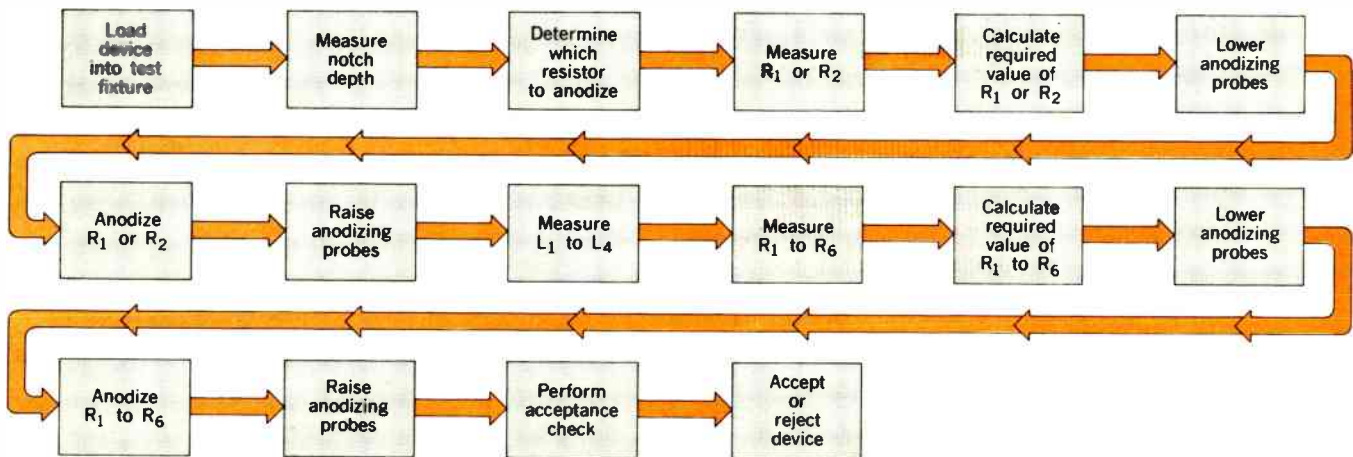 Load
device
into test
fixture
Measure
notch
depth
Determine
which
resistor
to anodize
Measure
R₁ or R₂
Calculate
required
value of
R₁ or R₂
Lower
anodizing
probes
Anodize
R₁ or R₂
Raise
anodizing
probes
Measure
L₁ to L₄
Measure
R₁ to R₆
Calculate
required
value of
R₁ to R₆
Lower
anodizing
probes
Anodize
R₁ to R₆
Raise
anodizing
probes
Perform
acceptance
check
Accept
or
reject
device